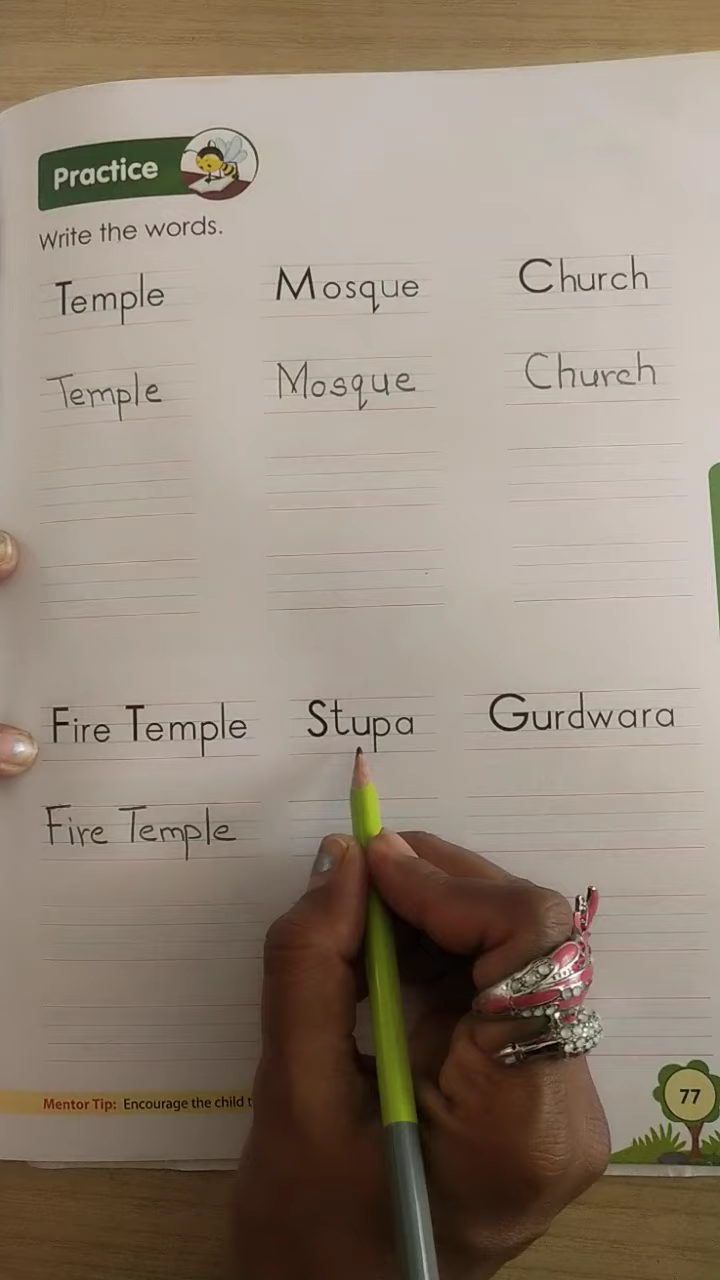 Practice
Write the words.
Temple Mosque Church
Temple Mosque Church
Fire Temple Stupa Gurdwara
Fire Temple
Mentor Tip: Encourage the child
77